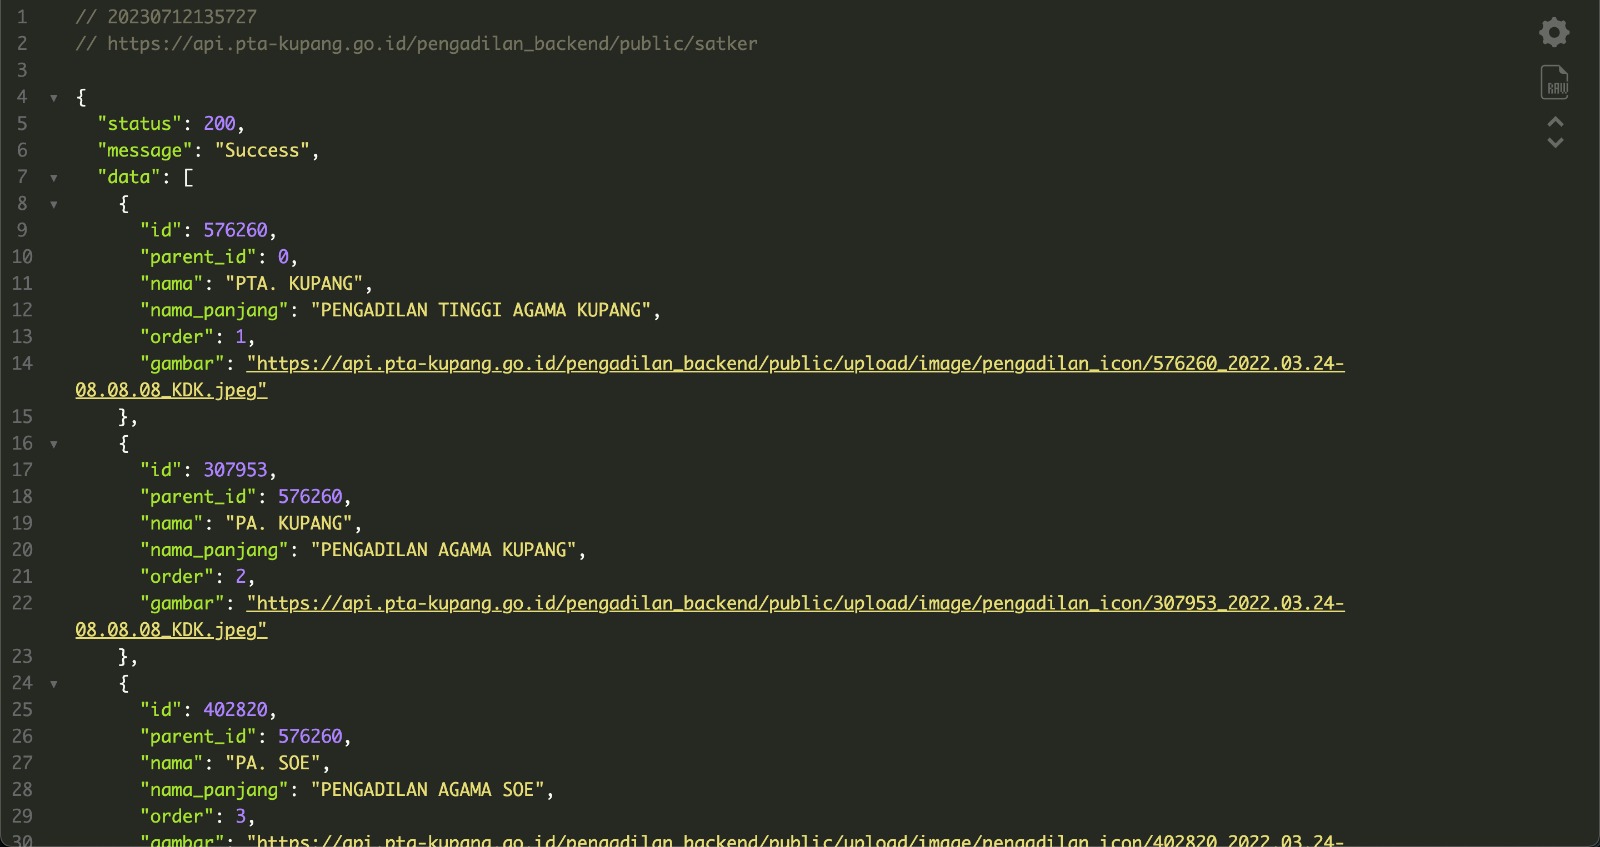 1 // 20230712135727
2 // https://api.pta-kupang.go.id/pengadilan_backend/public/satker
3
4 {
5 "status": 200,
6 "message": "Success",
7 "data": [
8 {
9 "id": 576260,
10 "parent_id": 0,
11 "nama": "PTA. KUPANG",
12 "nama_panjang": "PENGADILAN TINGGI AGAMA KUPANG",
13 "order": 1,
14 "gambar": "https://api.pta-kupang.go.id/pengadilan_backend/public/upload/image/pengadilan_icon/576260_2022.03.24-
08.08.08_KDK.jpeg"
15 },
16 {
17 "id": 307953,
18 "parent_id": 576260,
19 "nama": "PA. KUPANG",
20 "nama_panjang": "PENGADILAN AGAMA KUPANG",
21 "order": 2,
22 "gambar": "https://api.pta-kupang.go.id/pengadilan_backend/public/upload/image/pengadilan_icon/307953_2022.03.24-
08.08.08_KDK.jpeg"
23 },
24 {
25 "id": 402820,
26 "parent_id": 576260,
27 "nama": "PA. SOE",
28 "nama_panjang": "PENGADILAN AGAMA SOE",
29 "order": 3,
30 "gambar": "https://api.pta-kupang.go.id/pengadilan_backend/public/upload/image/pengadilan_icon/402820_2022.03.24-
RAW